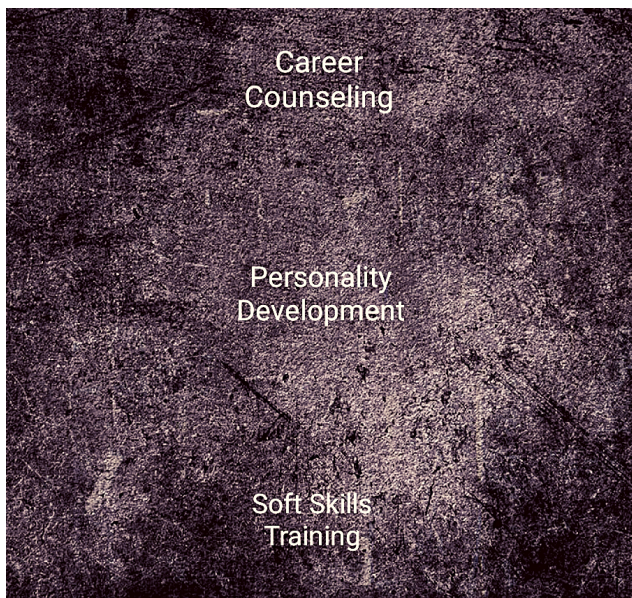 Career
Counseling
Personality
Development
Soft Skills
Training